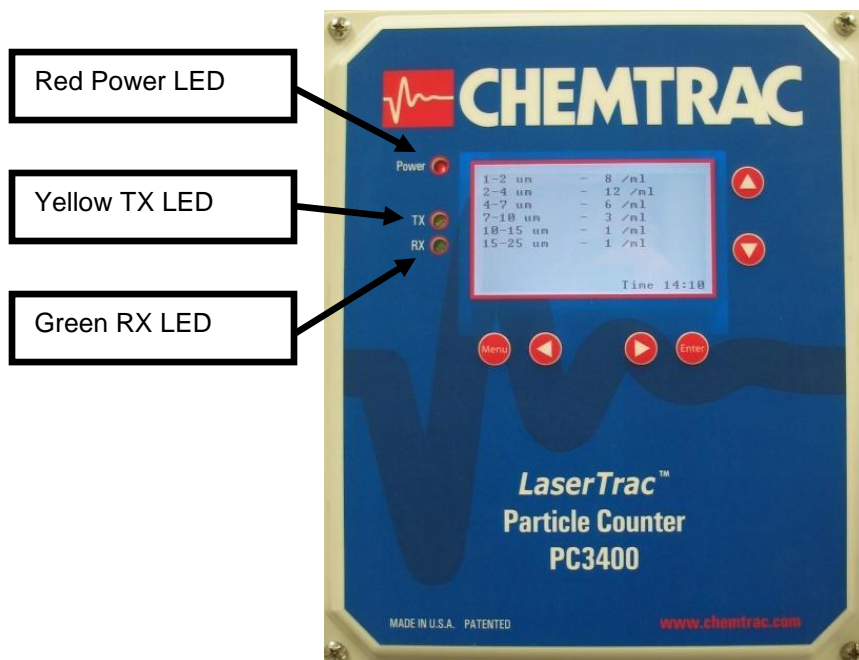 Red Power LED
Yellow TX LED
Green RX LED
CHEMTRAC
Power
TX
RX
1-2 um - 8 /ml
2-4 um - 12 /ml
4-7 um - 6 /ml
7-10 um - 3 /ml
10-15 um - 1 /ml
15-25 um - 1 /ml
Time 14:10
Menu
Enter
LaserTrac™
Particle Counter
PC3400
MADE IN U.S.A. PATENTED
www.chemtrac.com